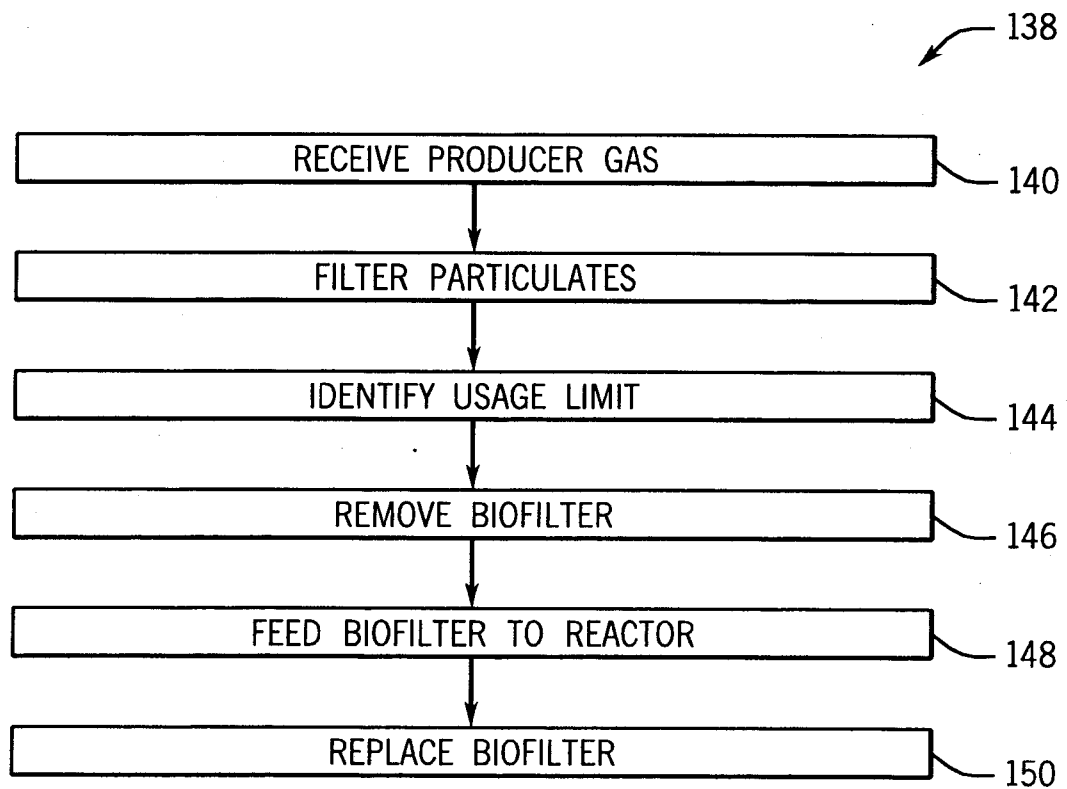 138
RECEIVE PRODUCER GAS
140
FILTER PARTICULATES
142
IDENTIFY USAGE LIMIT
144
REMOVE BIOFILTER
146
FEED BIOFILTER TO REACTOR
148
REPLACE BIOFILTER
150